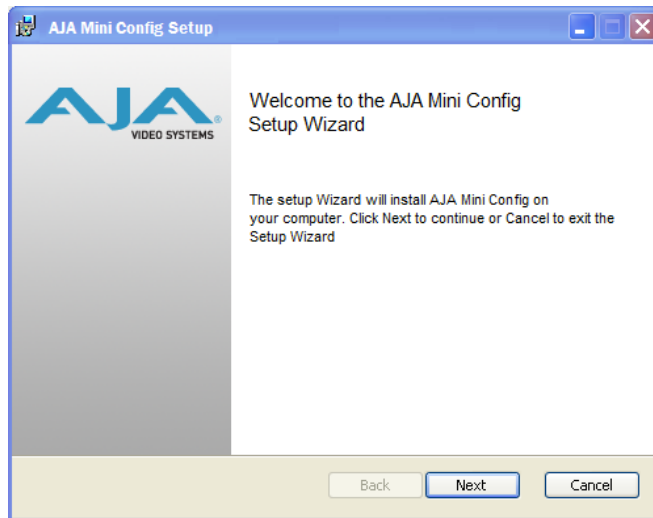 AJA Mini Config Setup
AJA®
VIDEO SYSTEMS
Welcome to the AJA Mini Config
Setup Wizard
The setup Wizard will install AJA Mini Config on
your computer. Click Next to continue or Cancel to exit the
Setup Wizard
Back
Next
Cancel